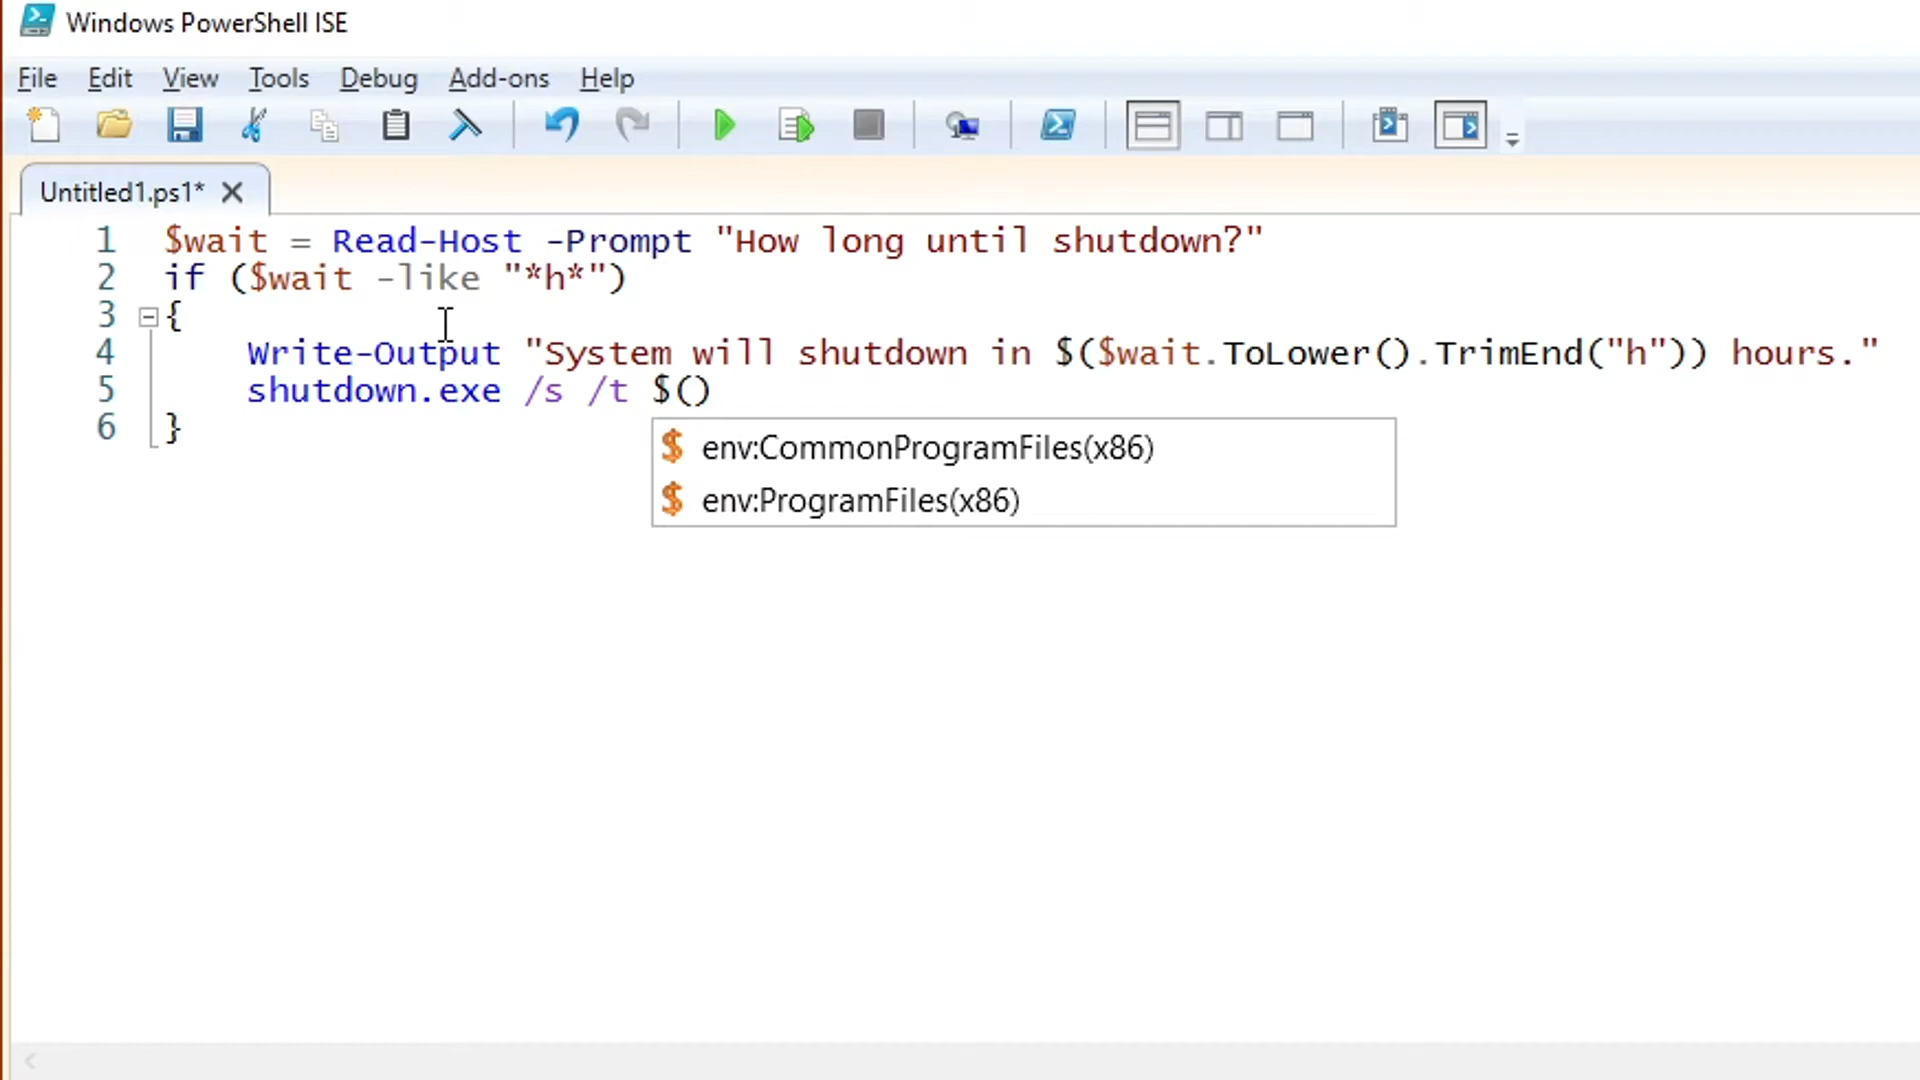 Windows PowerShell ISE
File Edit View Tools Debug Add-ons Help
Untitled1.ps1*
1 $wait = Read-Host -Prompt "How long until shutdown?"
2 if ($wait -like "*h*")
3 {
4 Write-Output "System will shutdown in $($wait.ToLower().TrimEnd("h")) hours."
5 shutdown.exe /s /t $()
6 }
env:CommonProgramFiles(x86)
env:ProgramFiles(x86)